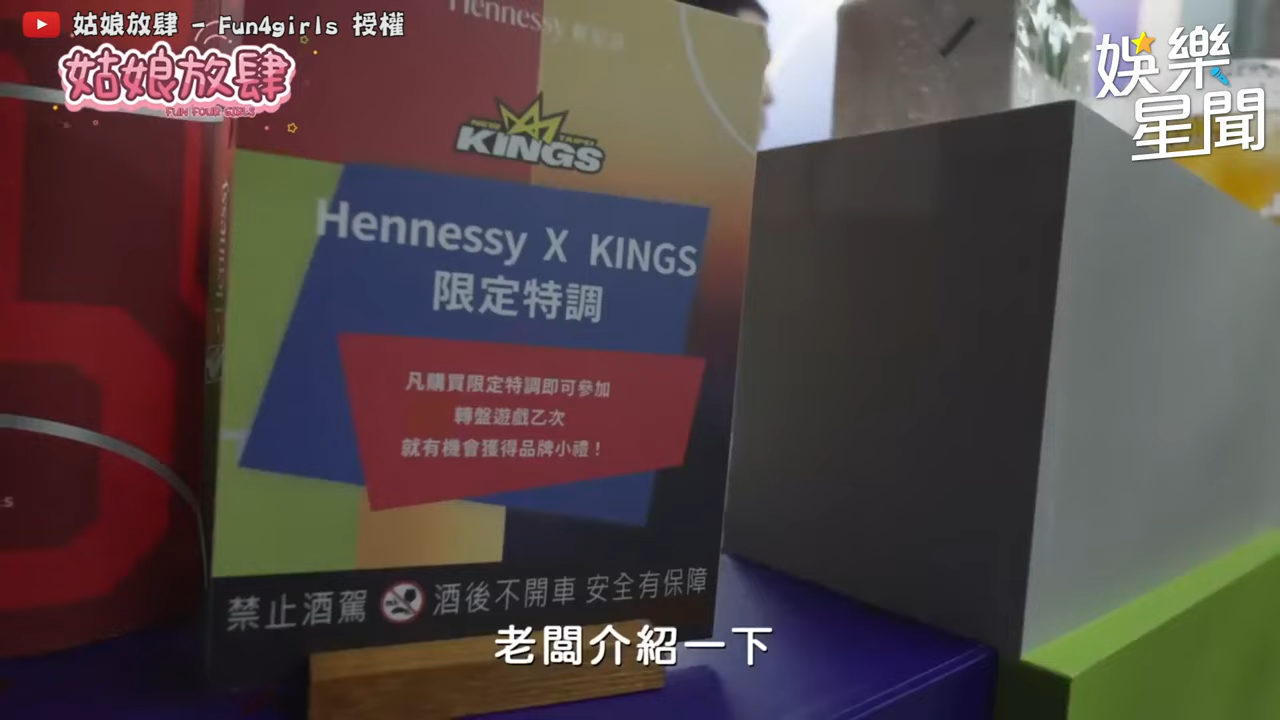 姑娘放肆 - Fun4girls 授權
姑娘放肆
FUN FOUR GIRLS
娛樂
星聞
Hennessy
NEW TAIPEI
KINGS
Hennessy X KINGS
限定特調
凡購買限定特調即可參加
轉盤遊戲乙次
就有機會獲得品牌小禮！
禁止酒駕 酒後不開車 安全有保障
Hennessy
老闆介紹一下